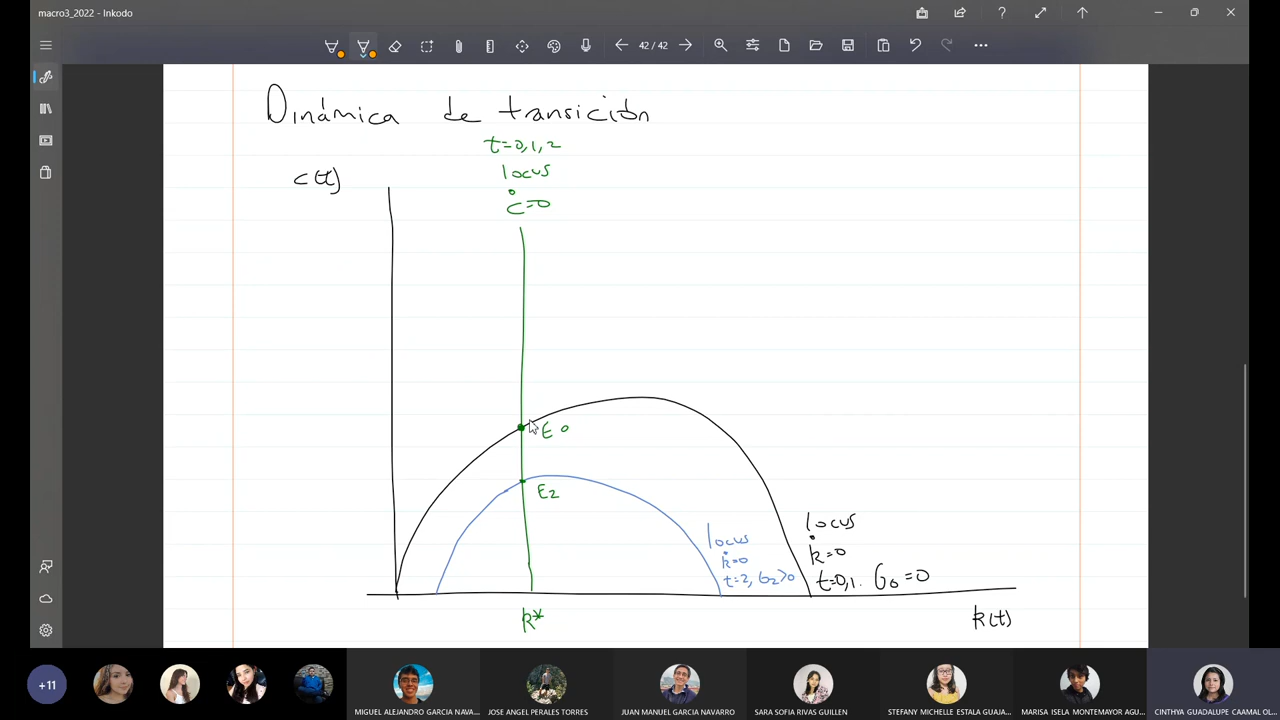 macro3_2022 - Inkodo
42 / 42
Dinámica de transición
t=0,1,2
locus
ċ=0
c(t)
E0
E2
locus
k̇=0
t=2, G2>0
locus
k̇=0
t=0,1. G0=0
k*
k(t)
+11
MIGUEL ALEJANDRO GARCIA NAVA...
JOSE ANGEL PERALES TORRES
JUAN MANUEL GARCIA NAVARRO
SARA SOFIA RIVAS GUILLEN
STEFANY MICHELLE ESTALA GUAJA...
MARISA ISELA MONTEMAYOR AGU...
CINTHYA GUADALUPE CAAMAL OL...